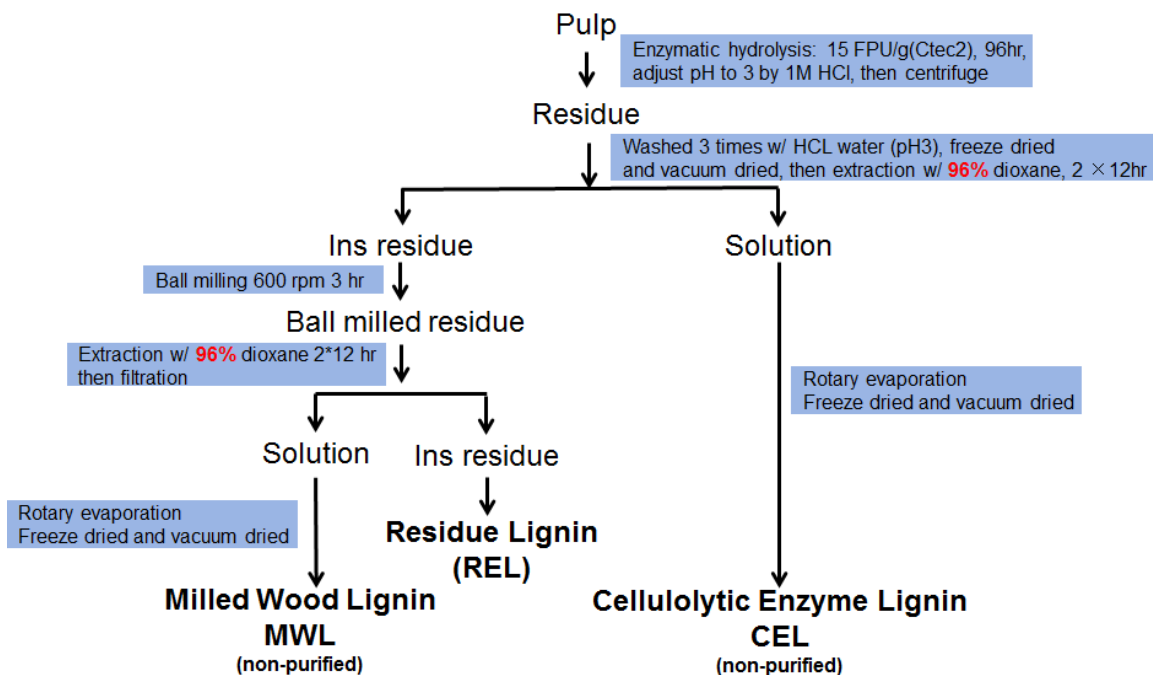 Pulp
Enzymatic hydrolysis: 15 FPU/g(Ctec2), 96hr,
adjust pH to 3 by 1M HCl, then centrifuge
Residue
Washed 3 times w/ HCL water (pH3), freeze dried
and vacuum dried, then extraction w/ 96% dioxane, 2 × 12hr
Ins residue
Solution
Ball milling 600 rpm 3 hr
Ball milled residue
Extraction w/ 96% dioxane 2*12 hr
then filtration
Rotary evaporation
Freeze dried and vacuum dried
Solution
Ins residue
Rotary evaporation
Freeze dried and vacuum dried
Residue Lignin
(REL)
Milled Wood Lignin
MWL
(non-purified)
Cellulolytic Enzyme Lignin
CEL
(non-purified)